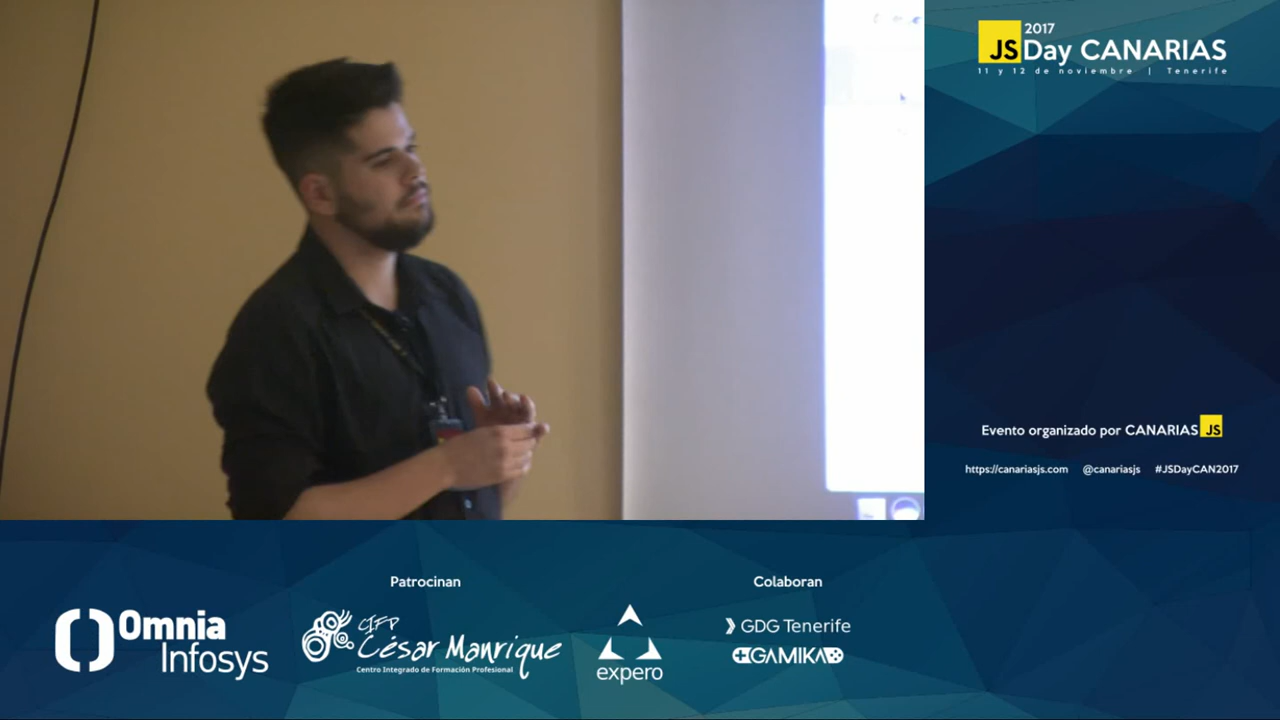 2017
JS Day CANARIAS
11 y 12 de noviembre | Tenerife
Evento organizado por CANARIAS JS
https://canariasjs.com @canariasjs #JSDayCAN2017
Patrocinan
Colaboran
Omnia
Infosys
CIFP
César Manrique
Centro Integrado de Formación Profesional
expero
GDG Tenerife
GAMIKA